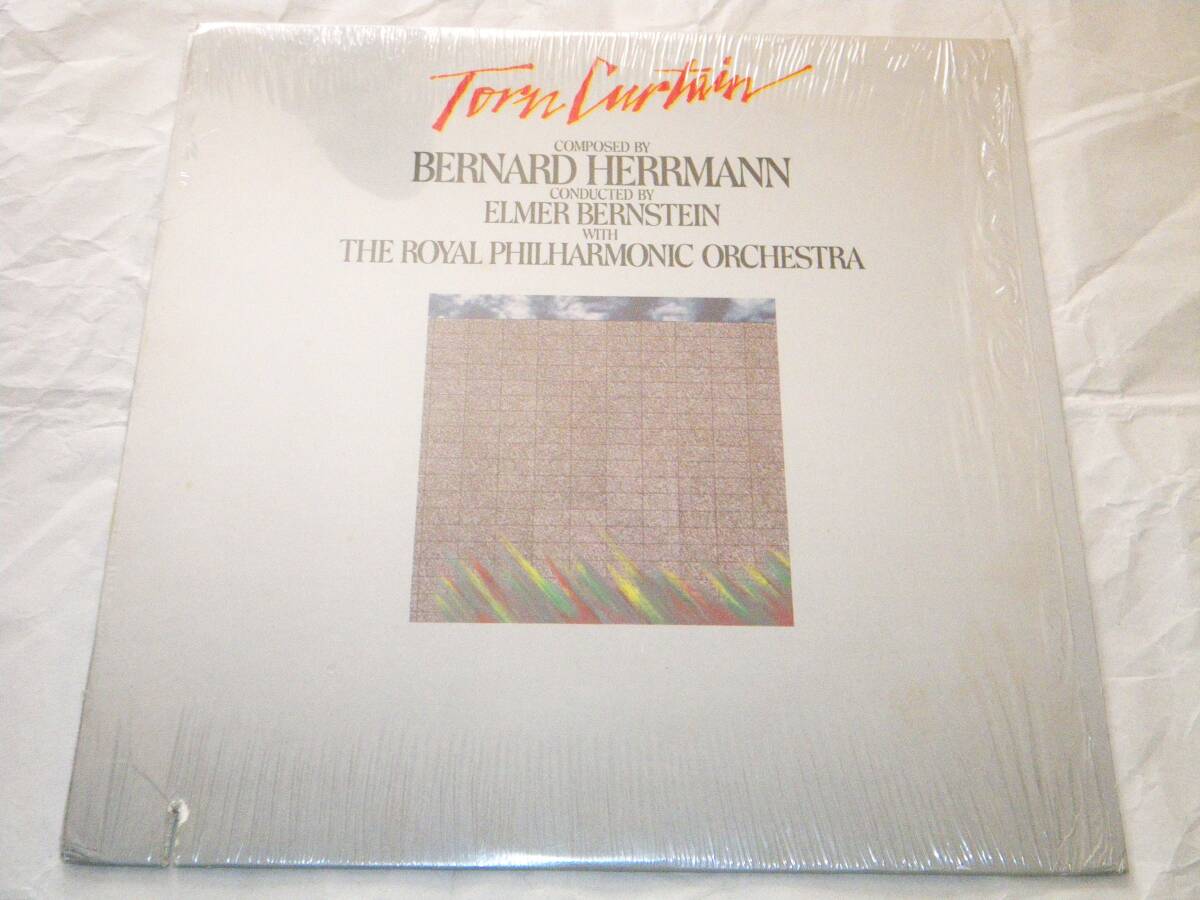 Torn Curtain
COMPOSED BY
BERNARD HERRMANN
CONDUCTED BY
ELMER BERNSTEIN
WITH
THE ROYAL PHILHARMONIC ORCHESTRA